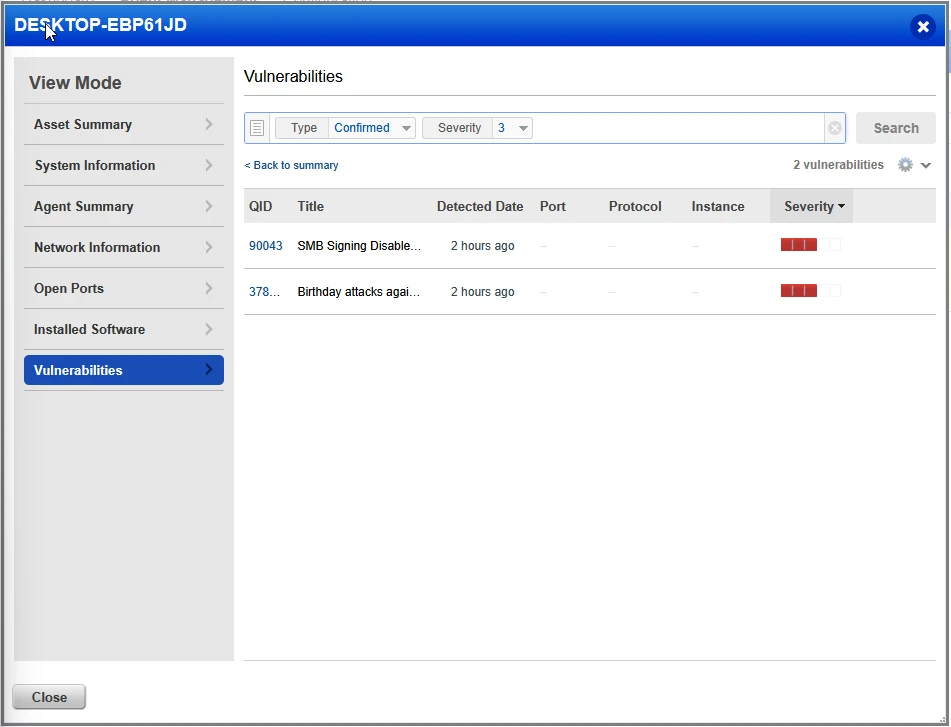 DESKTOP-EBP61JD
View Mode
Asset Summary
System Information
Agent Summary
Network Information
Open Ports
Installed Software
Vulnerabilities
Vulnerabilities
Type Confirmed Severity 3 Search
< Back to summary 2 vulnerabilities
QID Title Detected Date Port Protocol Instance Severity
90043 SMB Signing Disable... 2 hours ago – – –
378... Birthday attacks agai... 2 hours ago – – –
Close